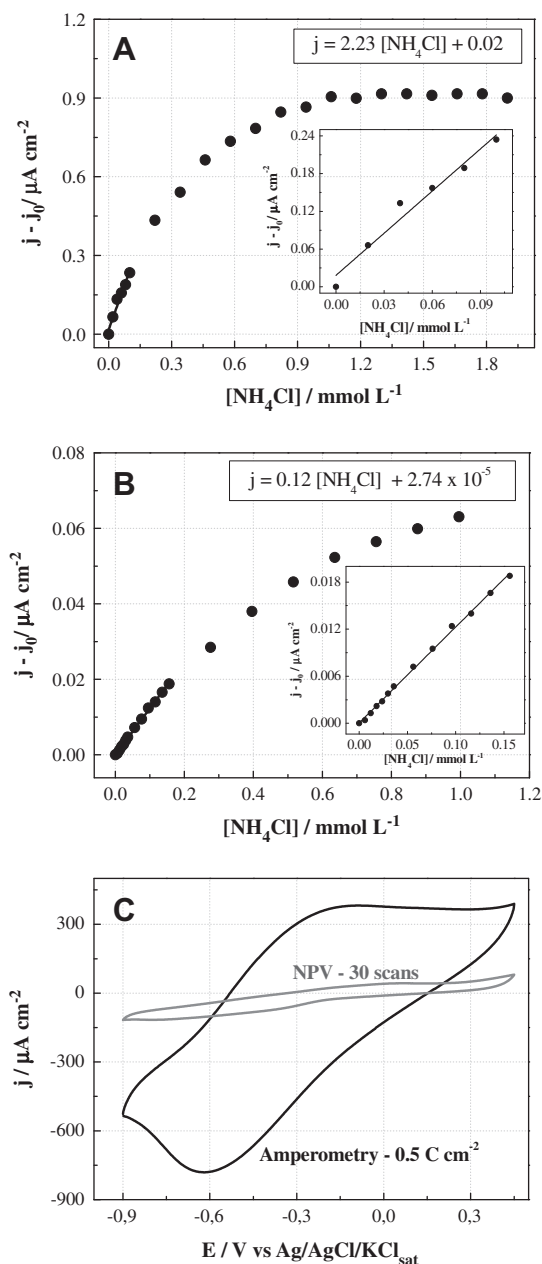 A
j = 2.23 [NH₄Cl] + 0.02
1.2
0.9
0.6
0.3
0.0
j - j₀/ µA cm⁻²
0.24
0.18
0.12
0.06
0.00
j - j₀/ µA cm⁻²
0.00 0.03 0.06 0.09
[NH₄Cl] / mmol L⁻¹
0.0 0.3 0.6 0.9 1.2 1.5 1.8
[NH₄Cl] / mmol L⁻¹
B
j = 0.12 [NH₄Cl] + 2.74 x 10⁻⁵
0.08
0.06
0.04
0.02
0.00
j - j₀/ µA cm⁻²
0.018
0.012
0.006
0.000
j - j₀/ µA cm⁻²
0.00 0.05 0.10 0.15
[NH₄Cl] / mmol L⁻¹
0.0 0.2 0.4 0.6 0.8 1.0 1.2
[NH₄Cl] / mmol L⁻¹
C
300
0
-300
-600
-900
j / µA cm⁻²
NPV - 30 scans
Amperometry - 0.5 C cm⁻²
-0,9 -0,6 -0,3 0,0 0,3
E / V vs Ag/AgCl/KCl_sat